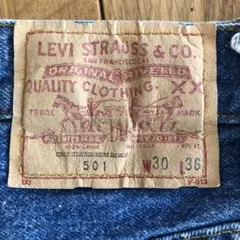 LEVI STRAUSS & CO.
SAN FRANCISCO CAL
ORIGINAL RIVETED
QUALITY CLOTHING. XX
TRADE MARK
501 W30 L36